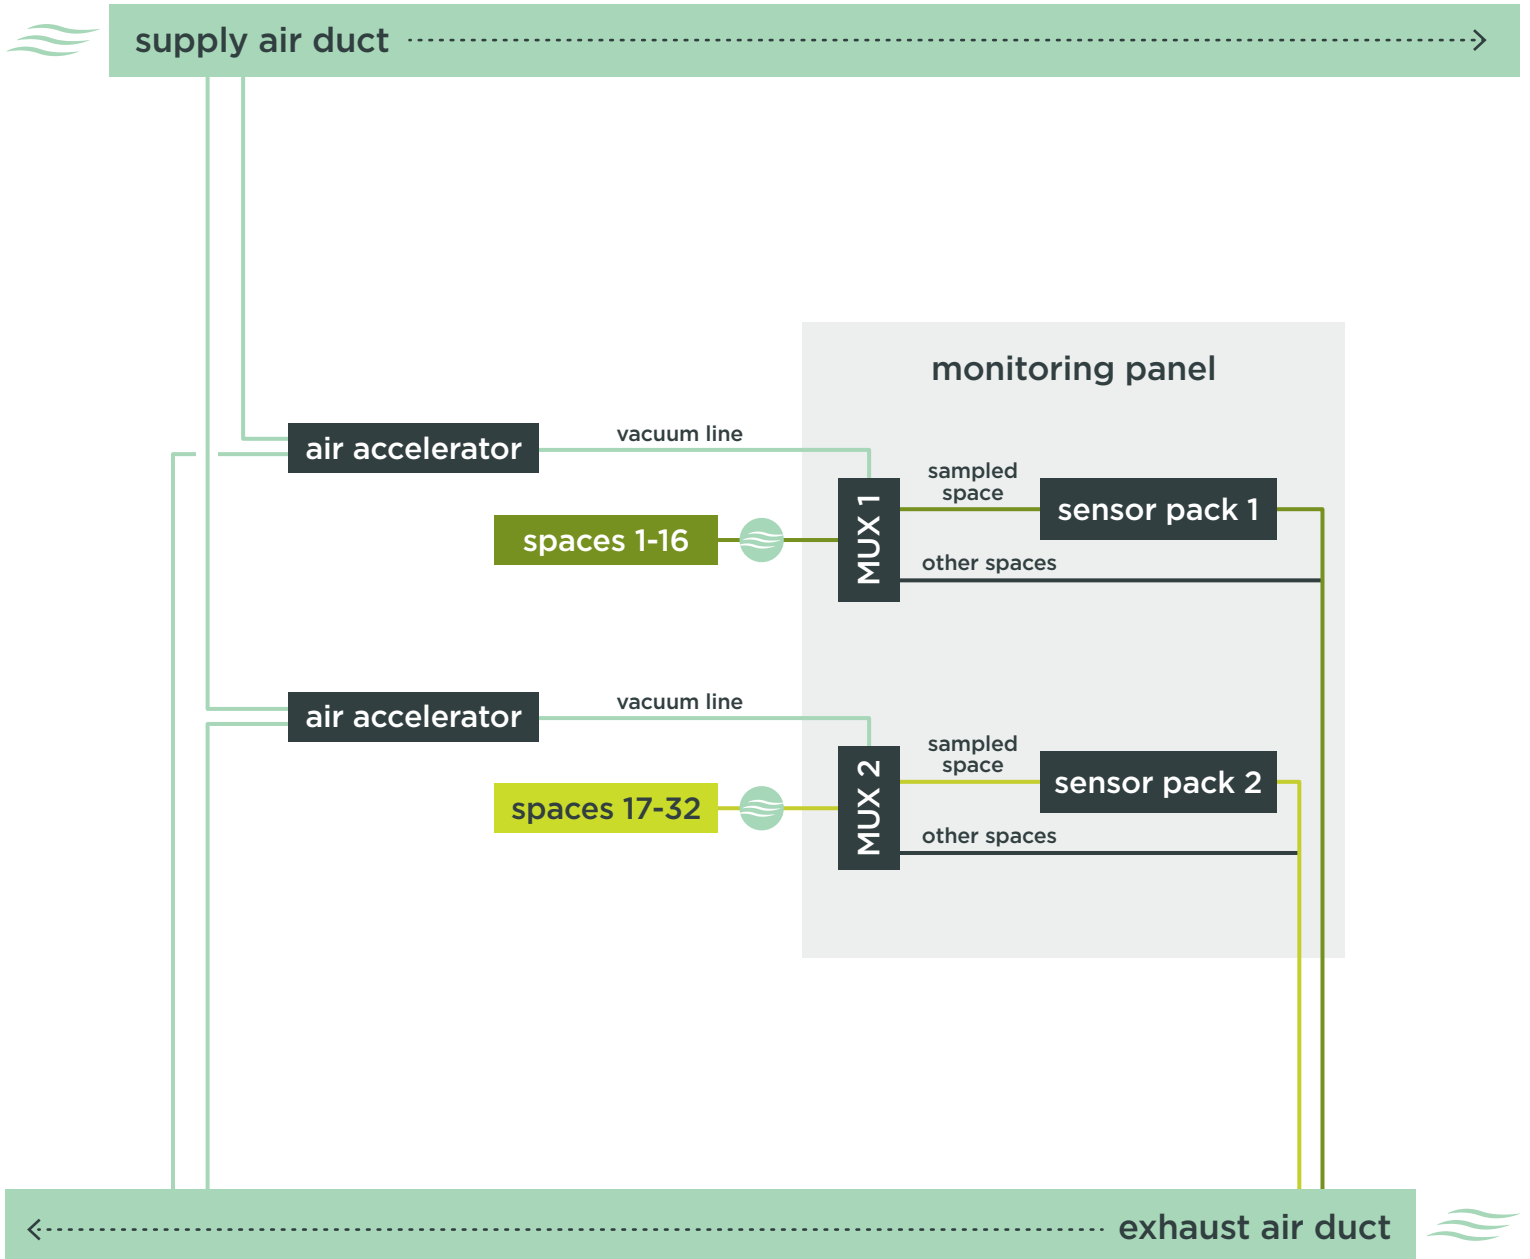 supply air duct
monitoring panel
air accelerator
vacuum line
sampled
space
sensor pack 1
MUX 1
spaces 1-16
other spaces
air accelerator
vacuum line
sampled
space
sensor pack 2
MUX 2
spaces 17-32
other spaces
exhaust air duct